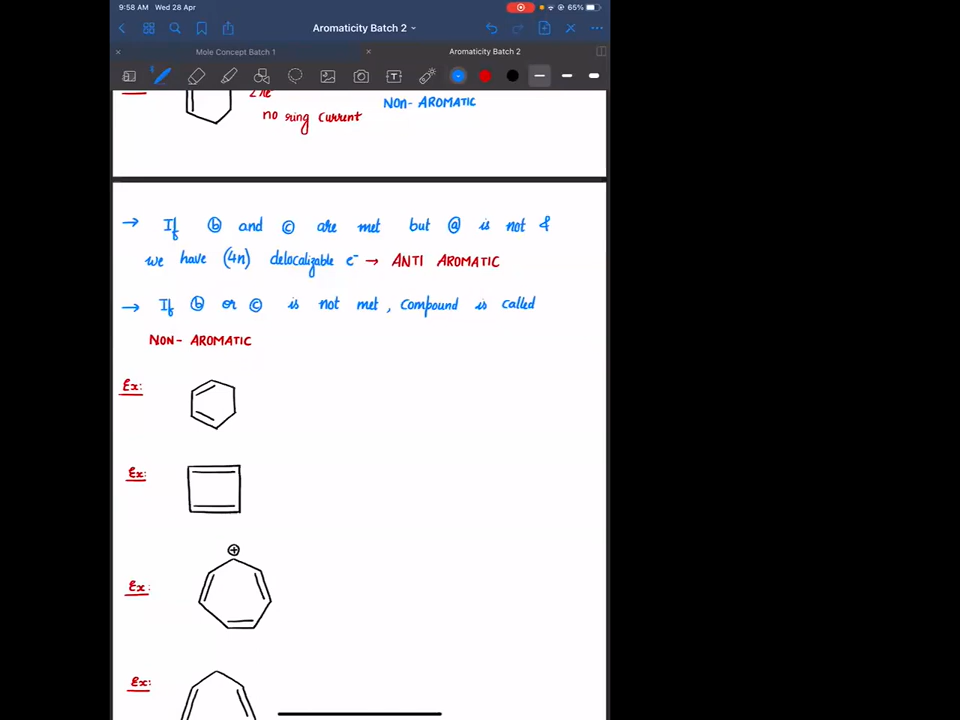 9:58 AM Wed 28 Apr
65%
Aromaticity Batch 2
Mole Concept Batch 1
Aromaticity Batch 2
2πe⁻
no ring current
NON-AROMATIC
→ If ⓑ and ⓒ are met but ⓐ is not &
we have (4n) delocalizable e⁻ → ANTI AROMATIC
→ If ⓑ or ⓒ is not met, compound is called
NON-AROMATIC
Ex:
Ex:
⊕
Ex:
Ex: